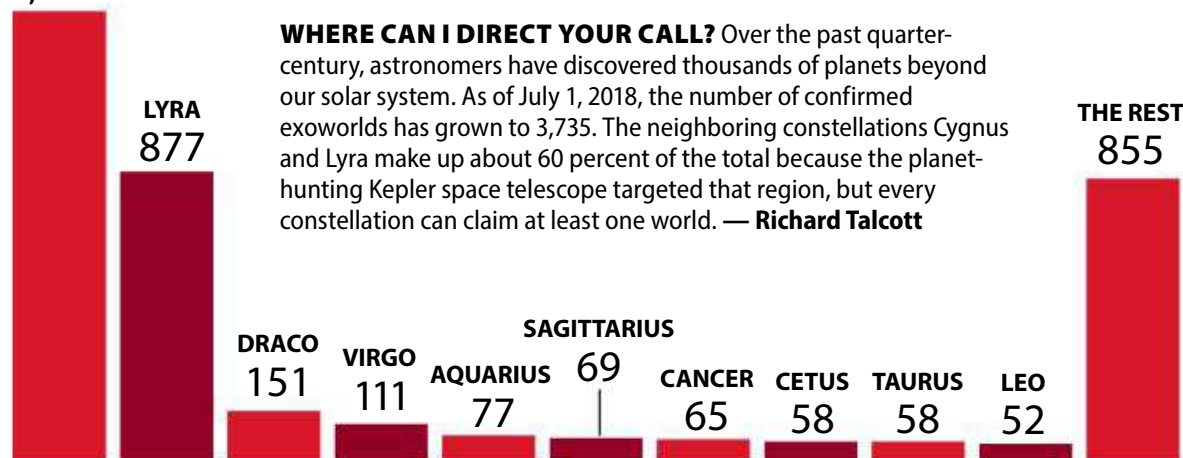 WHERE CAN I DIRECT YOUR CALL? Over the past quarter-
century, astronomers have discovered thousands of planets beyond
our solar system. As of July 1, 2018, the number of confirmed
exoworlds has grown to 3,735. The neighboring constellations Cygnus
and Lyra make up about 60 percent of the total because the planet-
hunting Kepler space telescope targeted that region, but every
constellation can claim at least one world. — Richard Talcott
LYRA
877
DRACO
151
VIRGO
111
AQUARIUS
77
SAGITTARIUS
69
CANCER
65
CETUS
58
TAURUS
58
LEO
52
THE REST
855